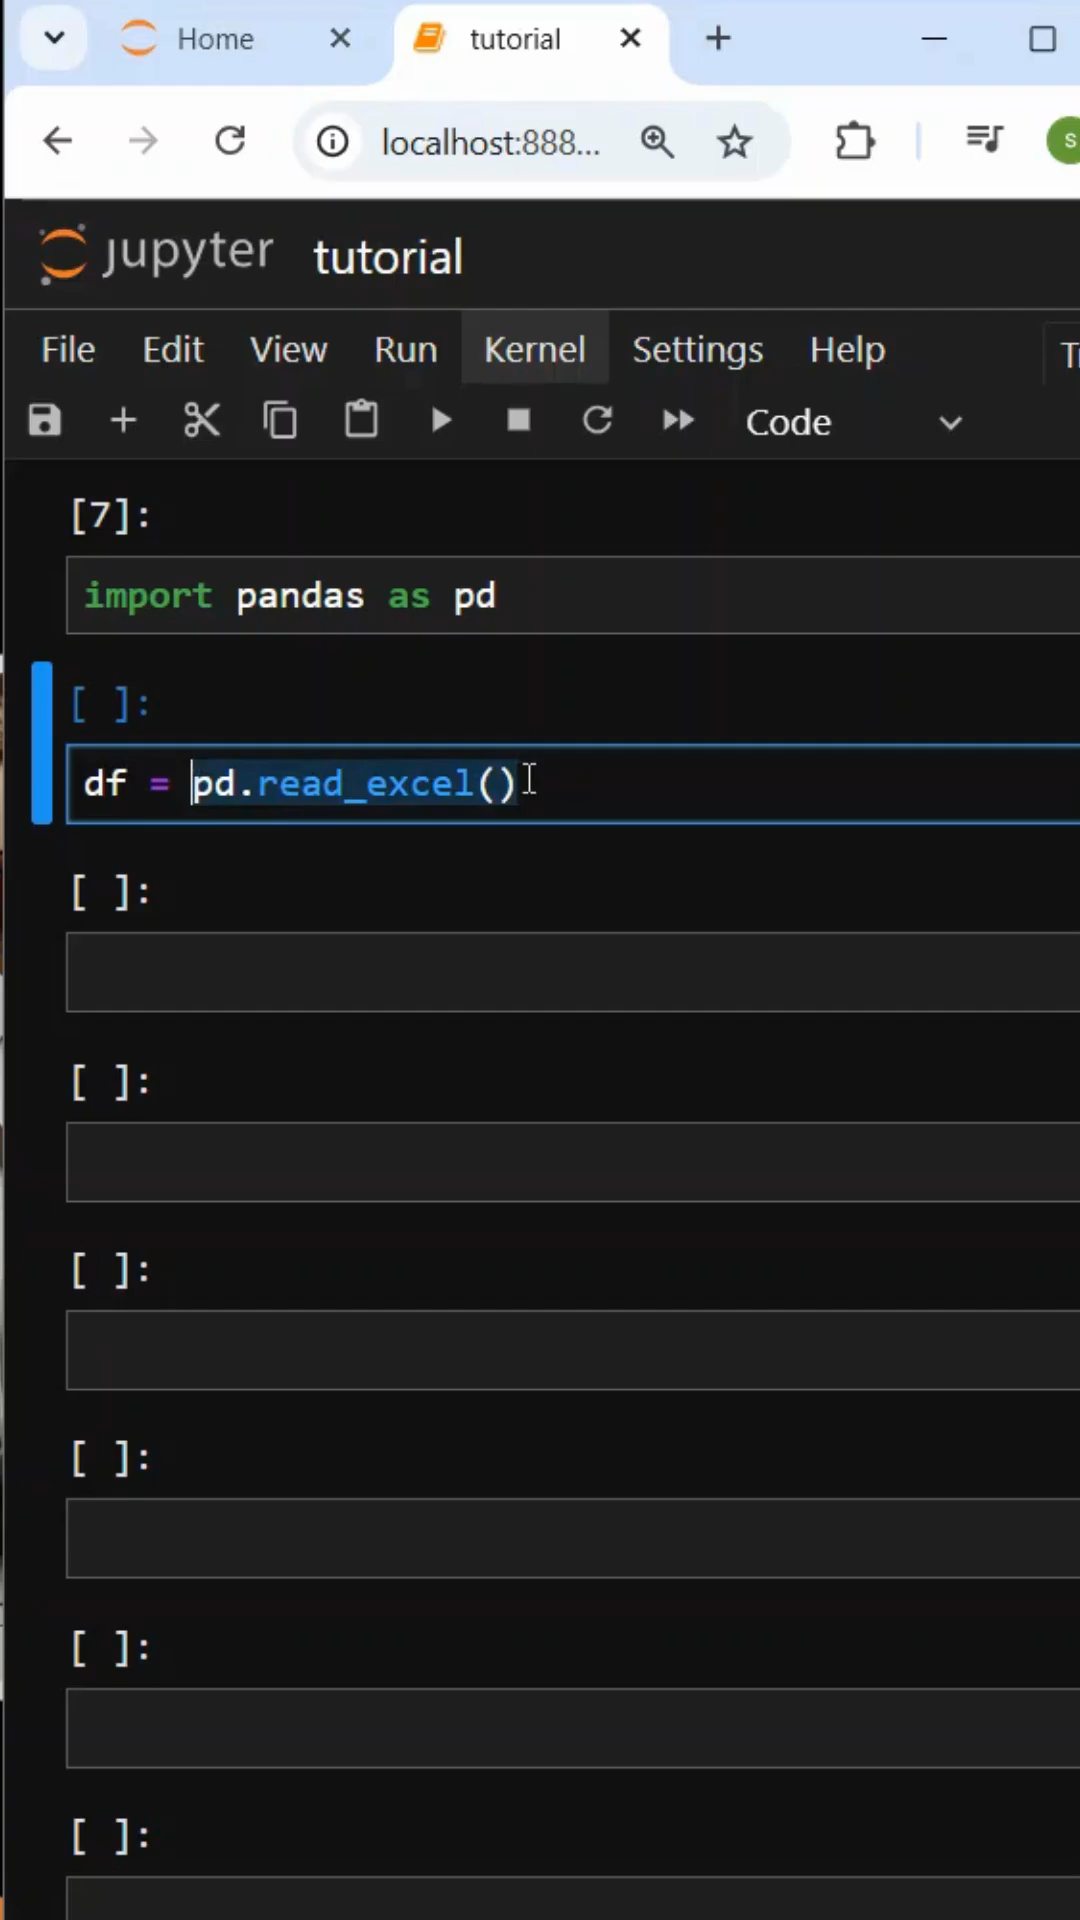 Home tutorial
localhost:888...
S
jupyter tutorial
File Edit View Run Kernel Settings Help T
Code
[7]:
import pandas as pd
[ ]:
df = pd.read_excel()
[ ]:
[ ]:
[ ]:
[ ]:
[ ]:
[ ]: